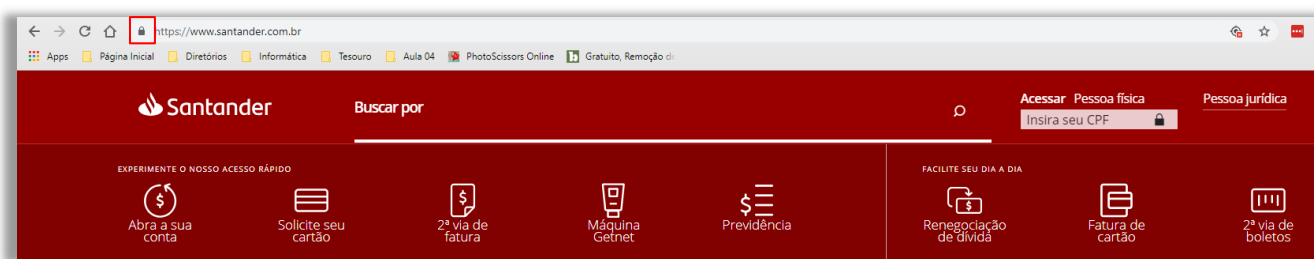 https://www.santander.com.br
Apps Página Inicial Diretórios Informática Tesouro Aula 04 PhotoScissors Online Gratuito, Remoção d
Santander Buscar por Acessar Pessoa física Pessoa jurídica
Insira seu CPF
EXPERIMENTE O NOSSO ACESSO RÁPIDO FACILITE SEU DIA A DIA
Abra a sua Solicite seu 2ª via de Máquina Previdência Renegociação Fatura de 2ª via de
conta cartão fatura Getnet de dívida cartão boletos